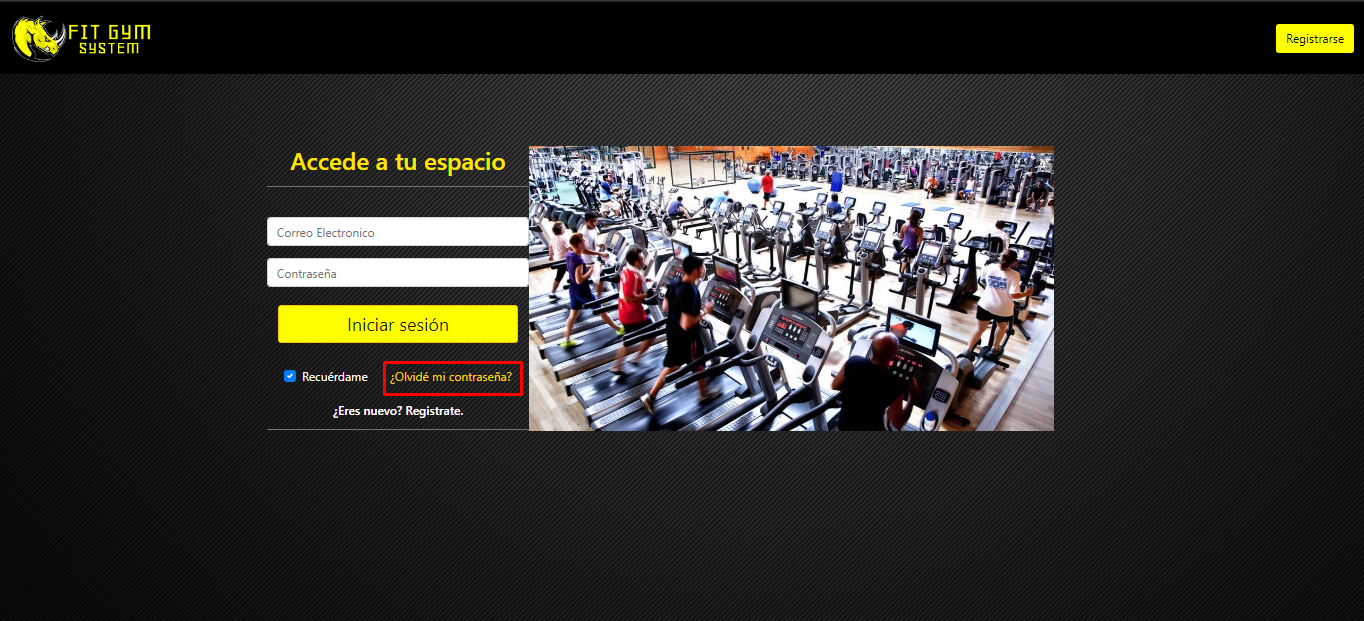 FIT GYM
SYSTEM
Registrarse
Accede a tu espacio
Correo Electronico
Contraseña
Iniciar sesión
Recuérdame ¿Olvidé mi contraseña?
¿Eres nuevo? Registrate.